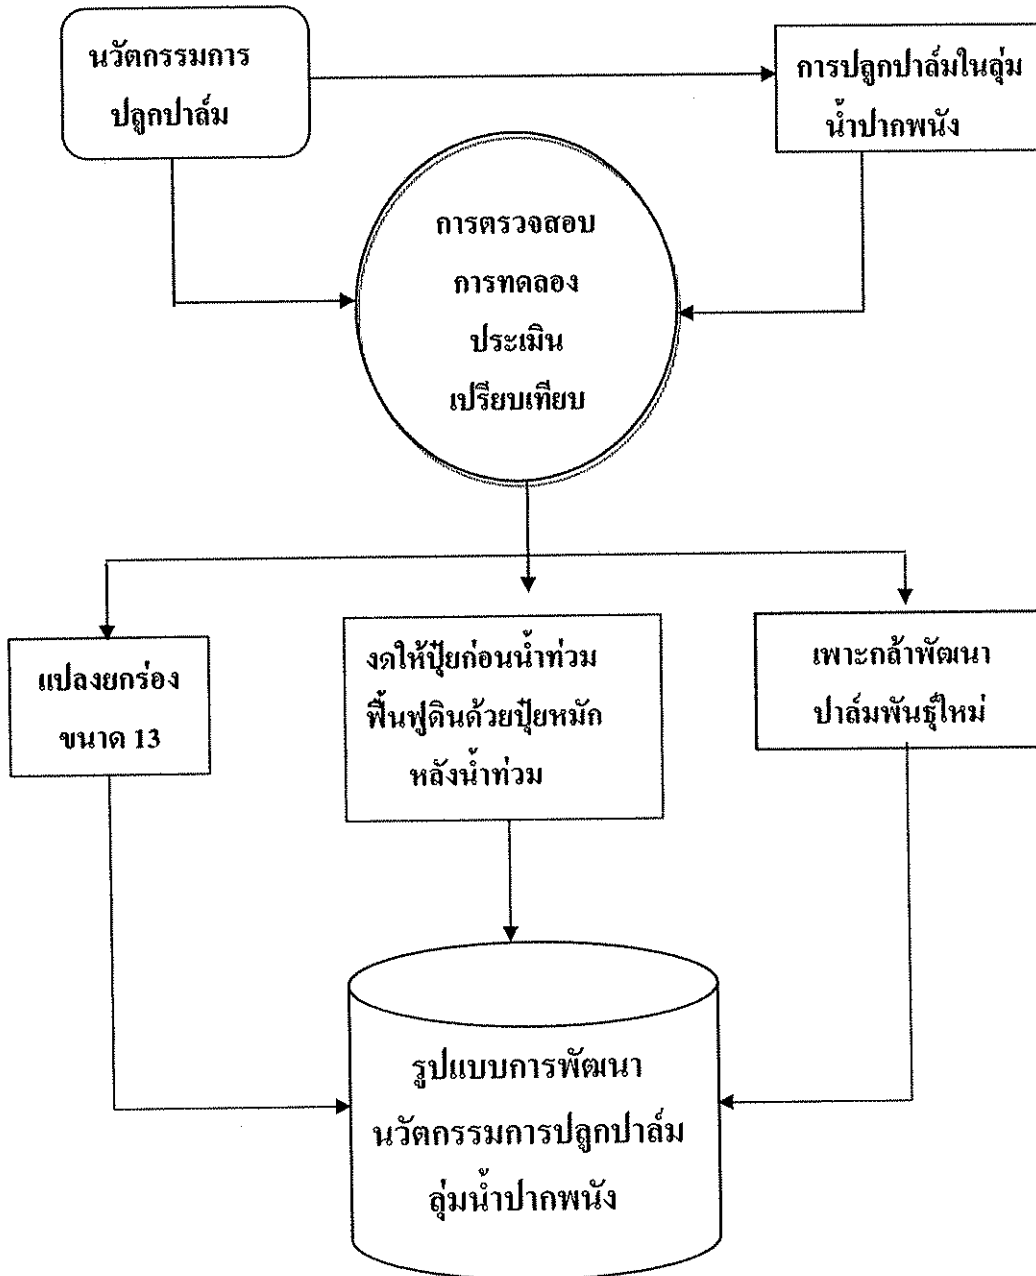 นวัตกรรมการ
ปลูกปาล์ม
การปลูกปาล์มในลุ่ม
น้ำปากพนัง
การตรวจสอบ
การทดลอง
ประเมิน
เปรียบเทียบ
แปลงยกร่อง
ขนาด 13
งดให้ปุ๋ยก่อนน้ำท่วม
ฟื้นฟูดินด้วยปุ๋ยหมัก
หลังน้ำท่วม
เพาะกล้าพัฒนา
ปาล์มพันธุ์ใหม่
รูปแบบการพัฒนา
นวัตกรรมการปลูกปาล์ม
ลุ่มน้ำปากพนัง